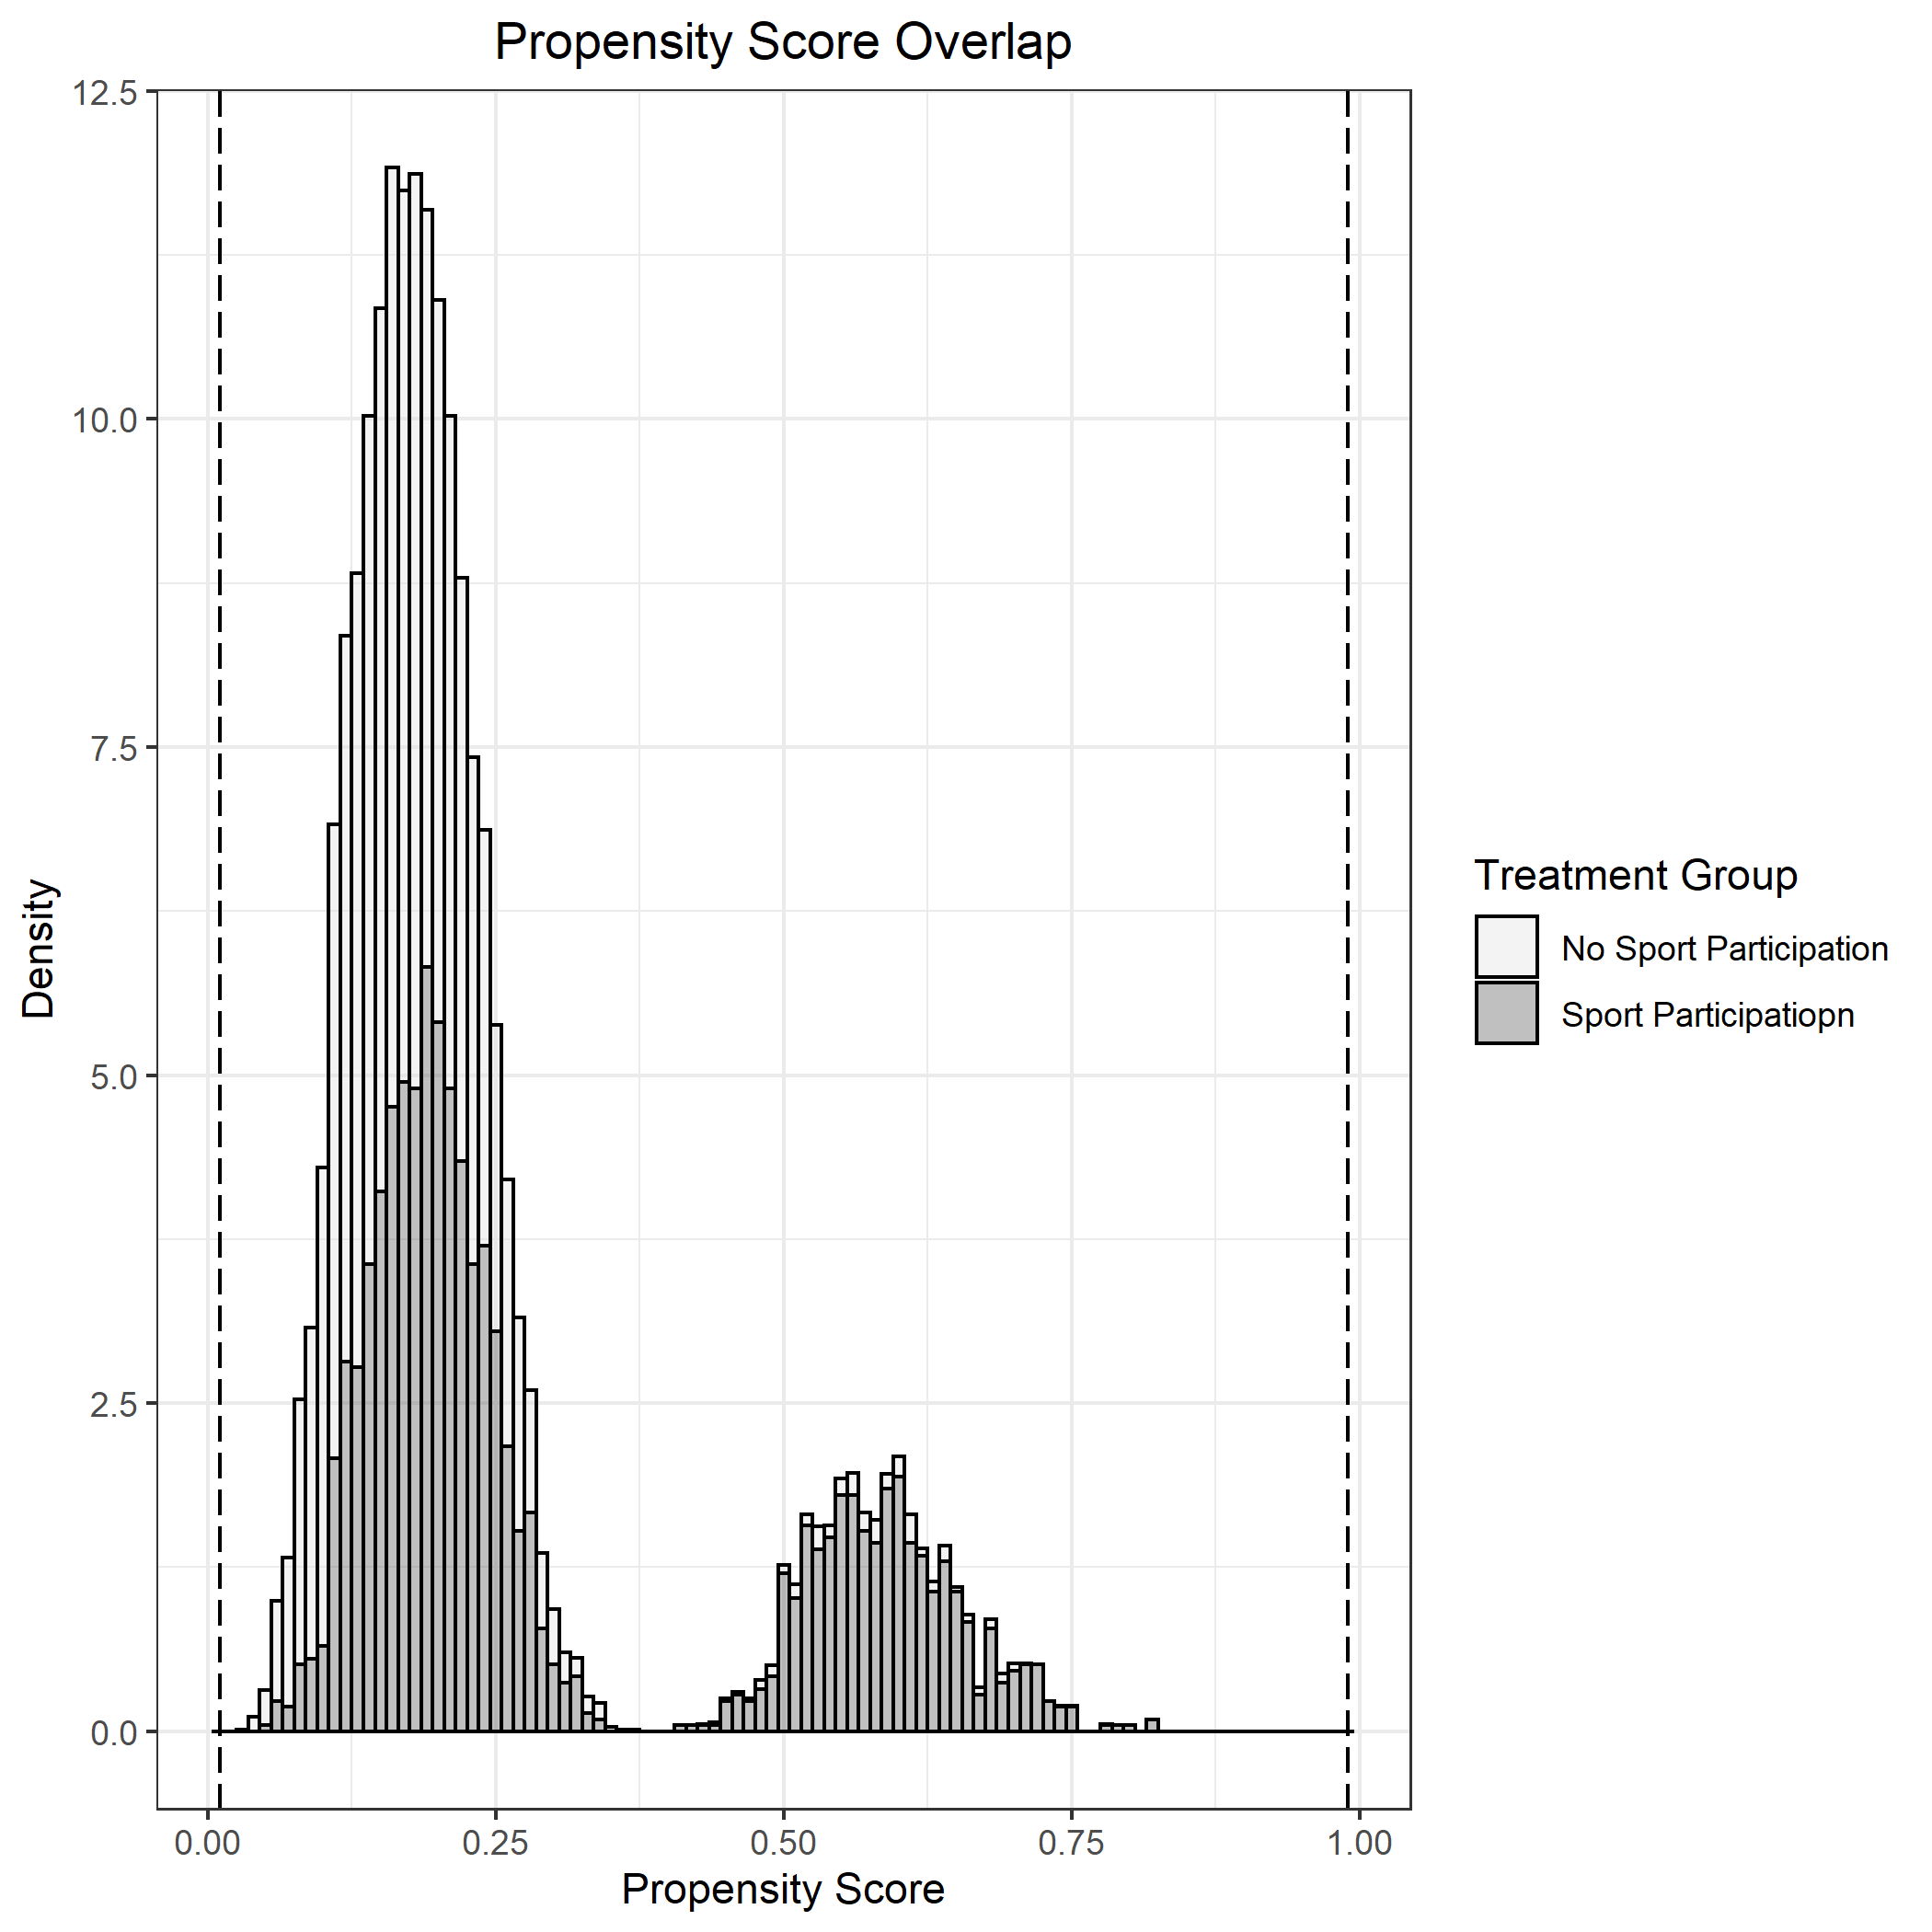 Propensity Score Overlap
12.5
10.0
7.5
5.0
2.5
0.0
Density
0.00 0.25 0.50 0.75 1.00
Propensity Score
Treatment Group
No Sport Participation
Sport Participatiopn